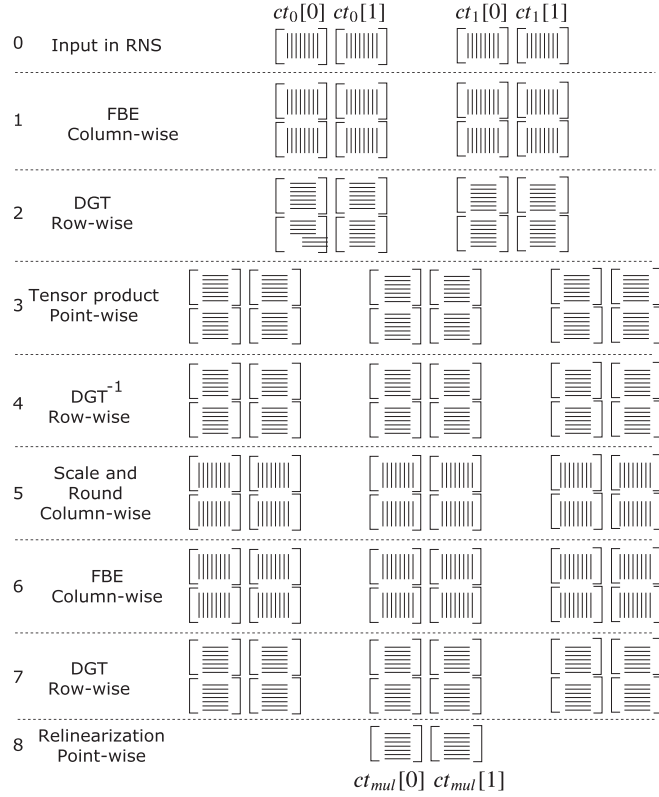 ct₀[0] ct₀[1] ct₁[0] ct₁[1]
0 Input in RNS
1 FBE
Column-wise
2 DGT
Row-wise
3 Tensor product
Point-wise
4 DGT⁻¹
Row-wise
5 Scale and
Round
Column-wise
6 FBE
Column-wise
7 DGT
Row-wise
8 Relinearization
Point-wise
ctₘᵤₗ[0] ctₘᵤₗ[1]